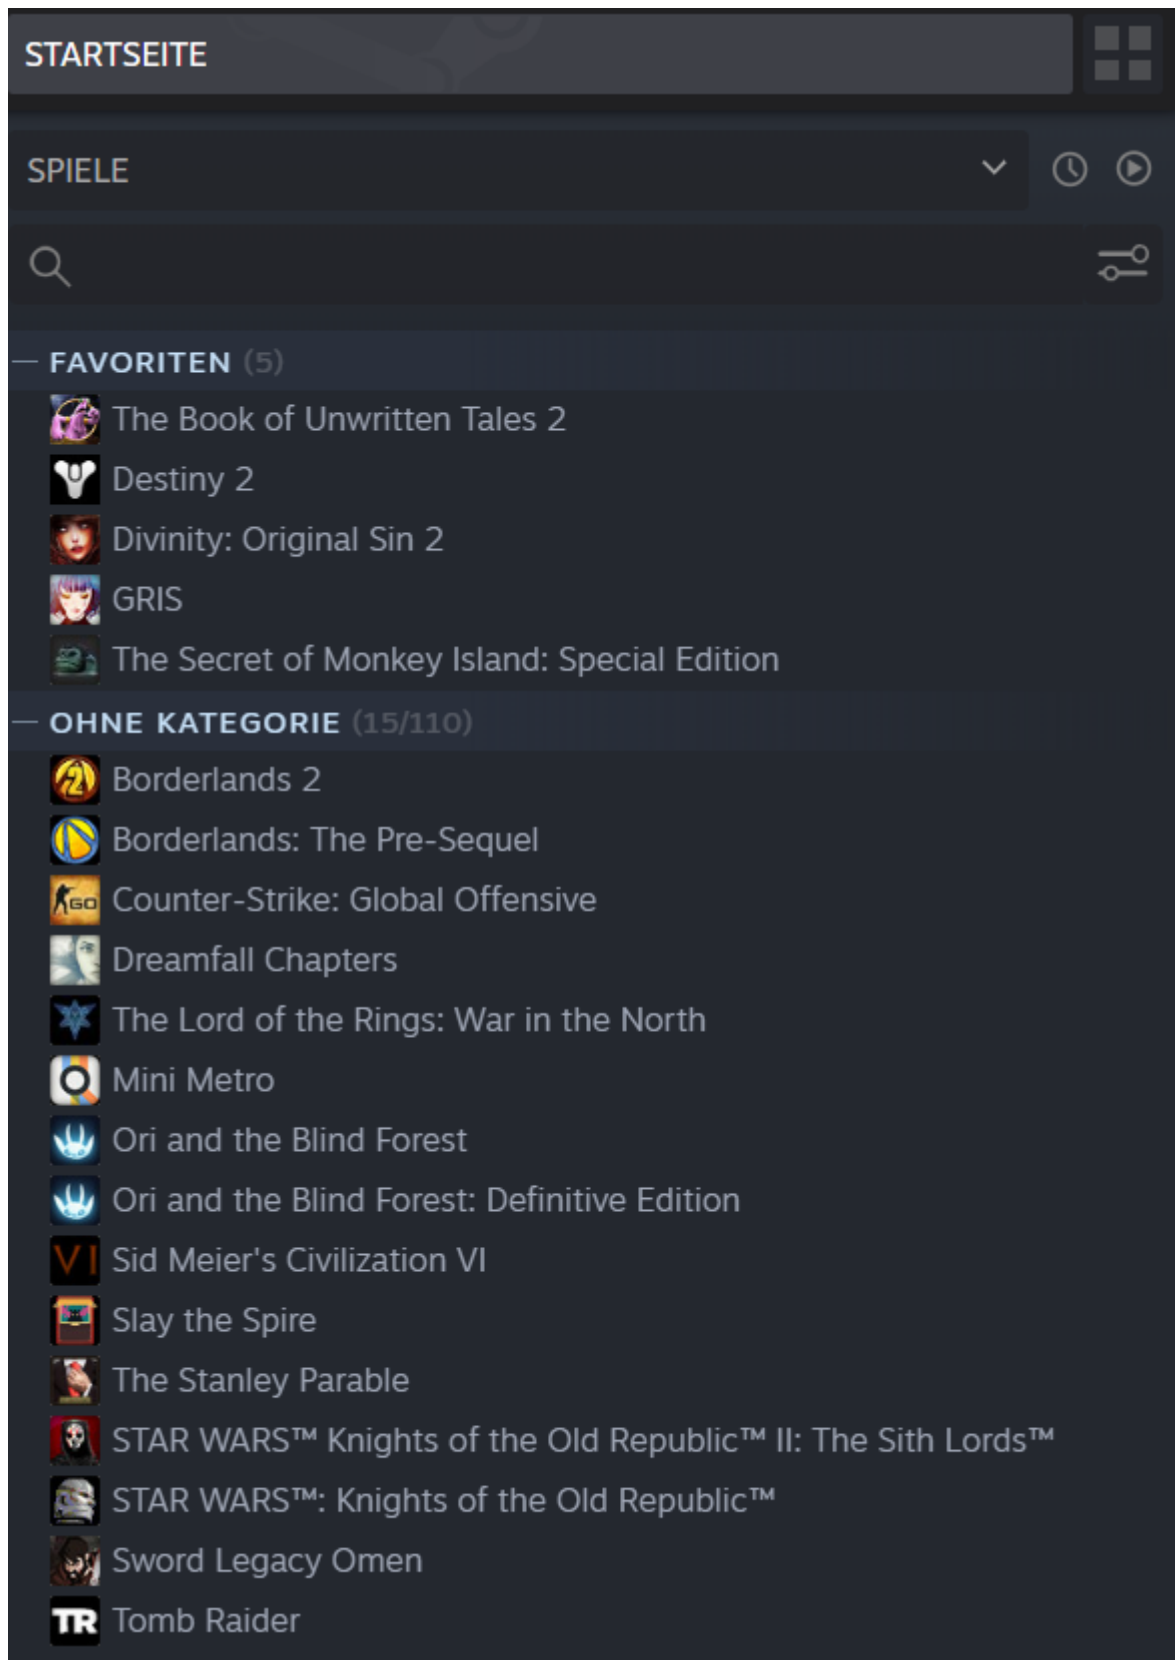 STARTSEITE
SPIELE
FAVORITEN (5)
The Book of Unwritten Tales 2
Destiny 2
Divinity: Original Sin 2
GRIS
The Secret of Monkey Island: Special Edition
OHNE KATEGORIE (15/110)
Borderlands 2
Borderlands: The Pre-Sequel
GO Counter-Strike: Global Offensive
Dreamfall Chapters
The Lord of the Rings: War in the North
Mini Metro
Ori and the Blind Forest
Ori and the Blind Forest: Definitive Edition
VI Sid Meier's Civilization VI
Slay the Spire
The Stanley Parable
STAR WARS™ Knights of the Old Republic™ II: The Sith Lords™
STAR WARS™: Knights of the Old Republic™
Sword Legacy Omen
TR Tomb Raider